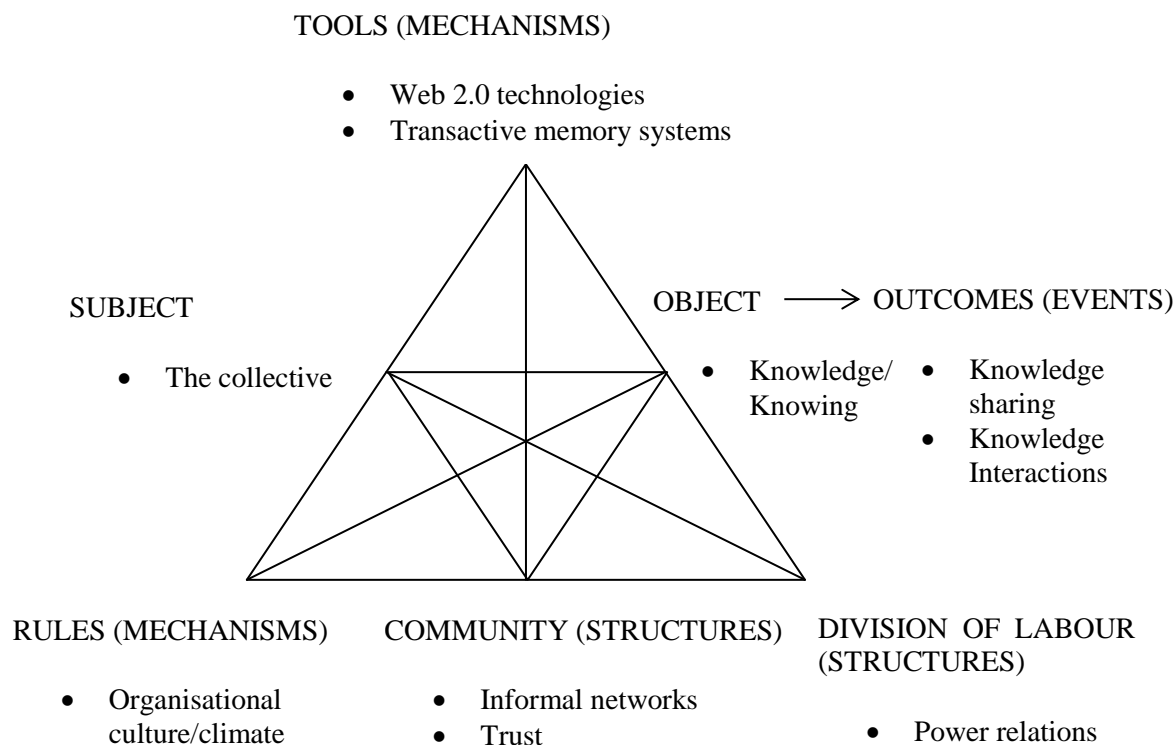 TOOLS (MECHANISMS)
• Web 2.0 technologies
• Transactive memory systems
SUBJECT
• The collective
OBJECT
• Knowledge/
Knowing
OUTCOMES (EVENTS)
• Knowledge
sharing
• Knowledge
Interactions
RULES (MECHANISMS)
• Organisational
culture/climate
COMMUNITY (STRUCTURES)
• Informal networks
• Trust
DIVISION OF LABOUR
(STRUCTURES)
• Power relations